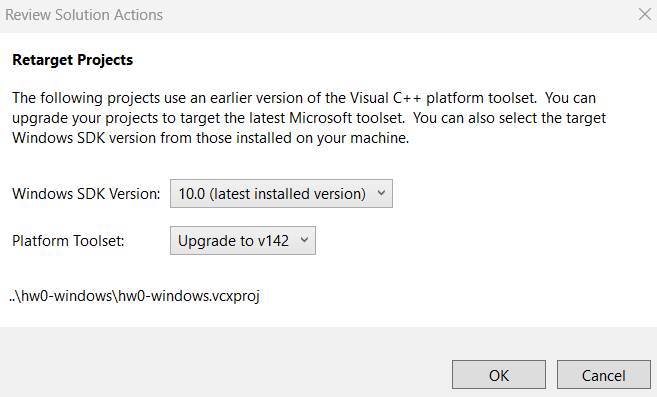 Review Solution Actions
Retarget Projects
The following projects use an earlier version of the Visual C++ platform toolset.  You can
upgrade your projects to target the latest Microsoft toolset.  You can also select the target
Windows SDK version from those installed on your machine.
Windows SDK Version: 10.0 (latest installed version)
Platform Toolset: Upgrade to v142
..\hw0-windows\hw0-windows.vcxproj
OK Cancel